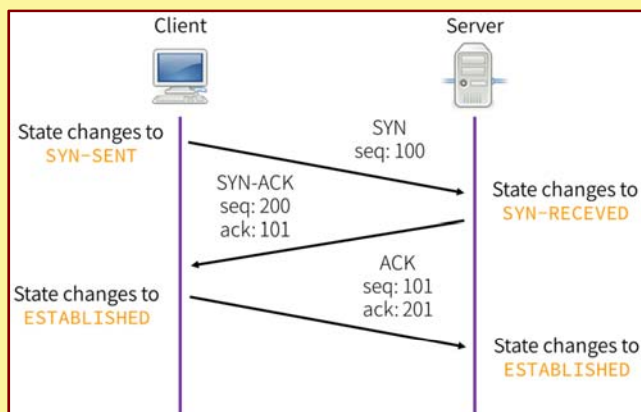 Client
Server
State changes to
SYN-SENT
SYN
seq: 100
SYN-ACK
seq: 200
ack: 101
State changes to
SYN-RECEVED
State changes to
ESTABLISHED
ACK
seq: 101
ack: 201
State changes to
ESTABLISHED